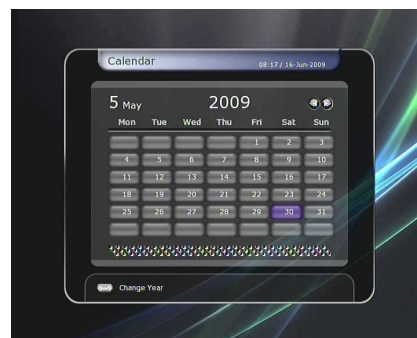 Calendar 08:17 / 16-Jun-2009
5 May 2009
Mon Tue Wed Thu Fri Sat Sun
1 2 3
4 5 6 7 8 9 10
11 12 13 14 15 16 17
18 19 20 21 22 23 24
25 26 27 28 29 30 31
Change Year